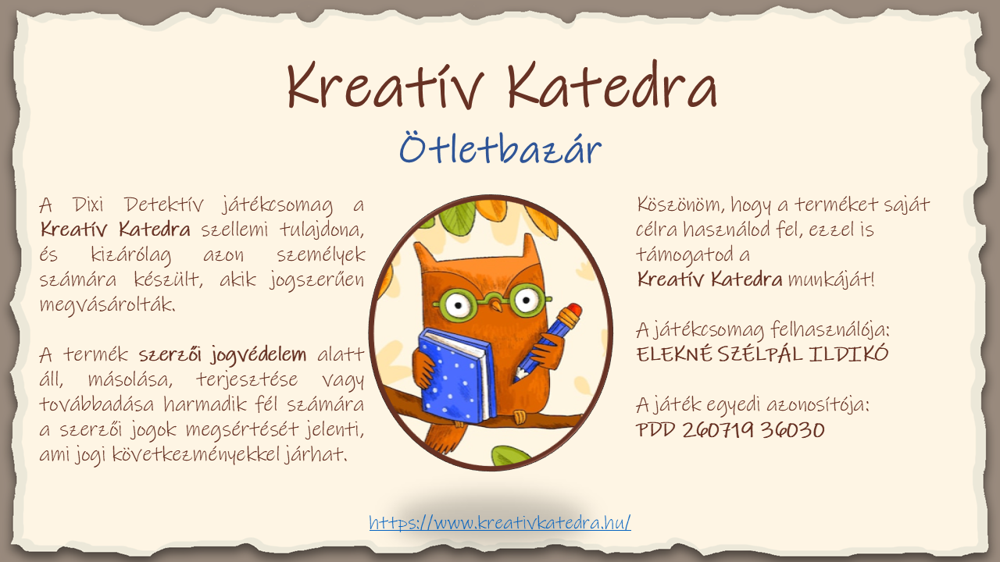 Kreatív Katedra
Ötletbazár
A Dixi Detektív játékcsomag a
Kreatív Katedra szellemi tulajdona,
és kizárólag azon személyek
számára készült, akik jogszerűen
megvásárolták.
A termék szerzői jogvédelem alatt
áll, másolása, terjesztése vagy
továbbadása harmadik fél számára
a szerzői jogok megsértését jelenti,
ami jogi következményekkel járhat.
Köszönöm, hogy a terméket saját
célra használod fel, ezzel is
támogatod a
Kreatív Katedra munkáját!
A játékcsomag felhasználója:
ELEKNÉ SZÉLPÁL ILDIKÓ
A játék egyedi azonosítója:
PDD 260719 36030
https://www.kreativkatedra.hu/